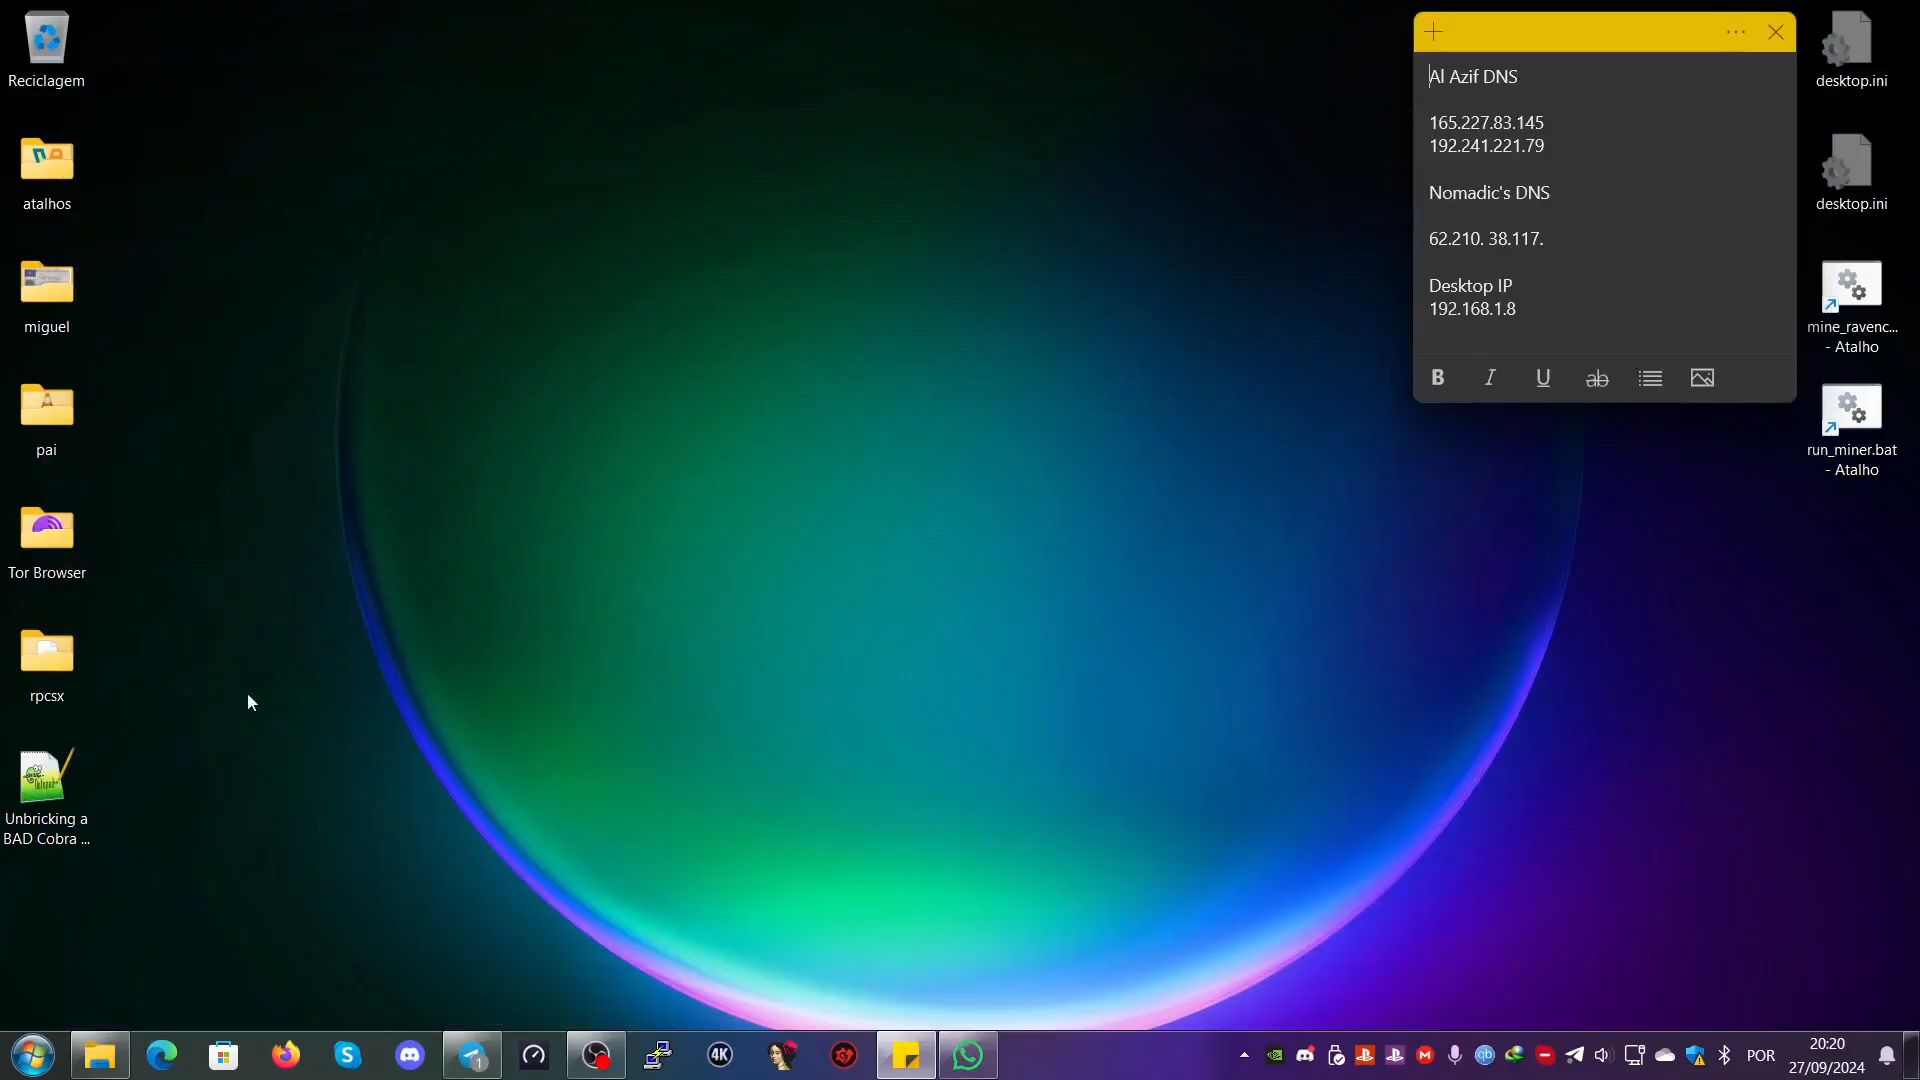 Reciclagem
atalhos
miguel
pai
Tor Browser
rpcsx
Unbricking a
BAD Cobra ...
Al Azif DNS
165.227.83.145
192.241.221.79
Nomadic's DNS
62.210. 38.117.
Desktop IP
192.168.1.8
B I U ab
desktop.ini
desktop.ini
mine_ravenc...
- Atalho
run_miner.bat
- Atalho
1
4K
POR
20:20
27/09/2024